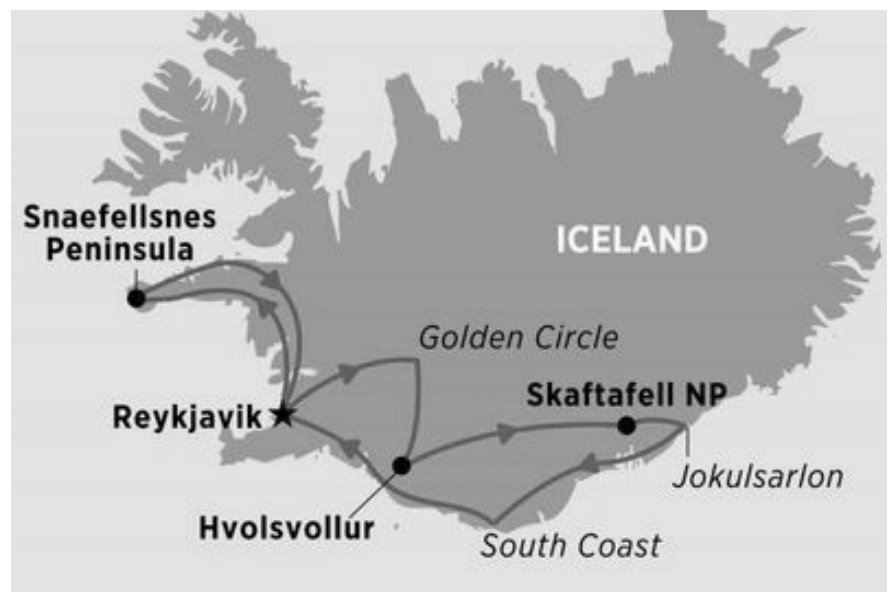 Snaefellsnes
Peninsula
ICELAND
Golden Circle
Skaftafell NP
Reykjavik
Jokulsarlon
Hvolsvollur
South Coast